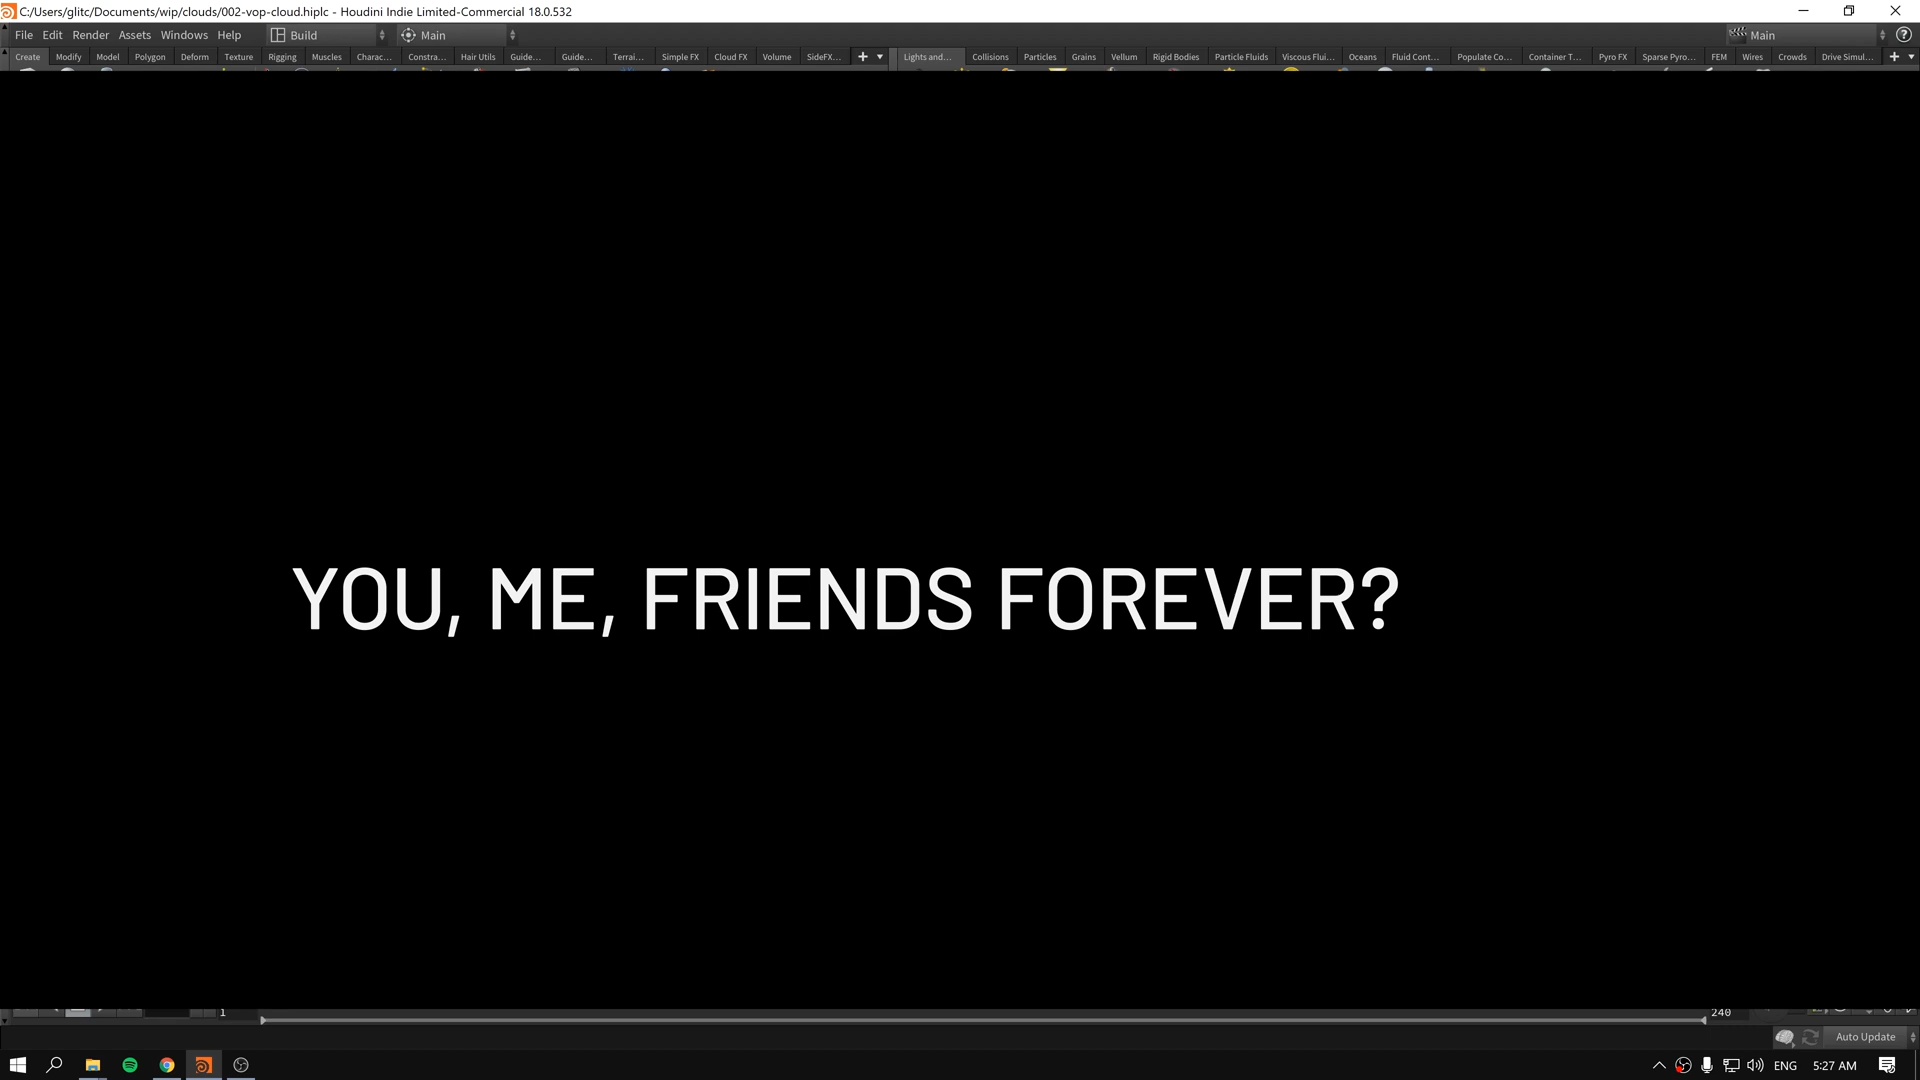 C:/Users/glitc/Documents/wip/clouds/002-vop-cloud.hiplc - Houdini Indie Limited-Commercial 18.0.532
File Edit Render Assets Windows Help Build Main Main
Create Modify Model Polygon Deform Texture Rigging Muscles Charac... Constra... Hair Utils Guide... Guide... Terrai... Simple FX Cloud FX Volume SideFX... Lights and... Collisions Particles Grains Vellum Rigid Bodies Particle Fluids Viscous Flui... Oceans Fluid Cont... Populate Co... Container T... Pyro FX Sparse Pyro... FEM Wires Crowds Drive Simul...
YOU, ME, FRIENDS FOREVER?
1 240
Auto Update
ENG 5:27 AM